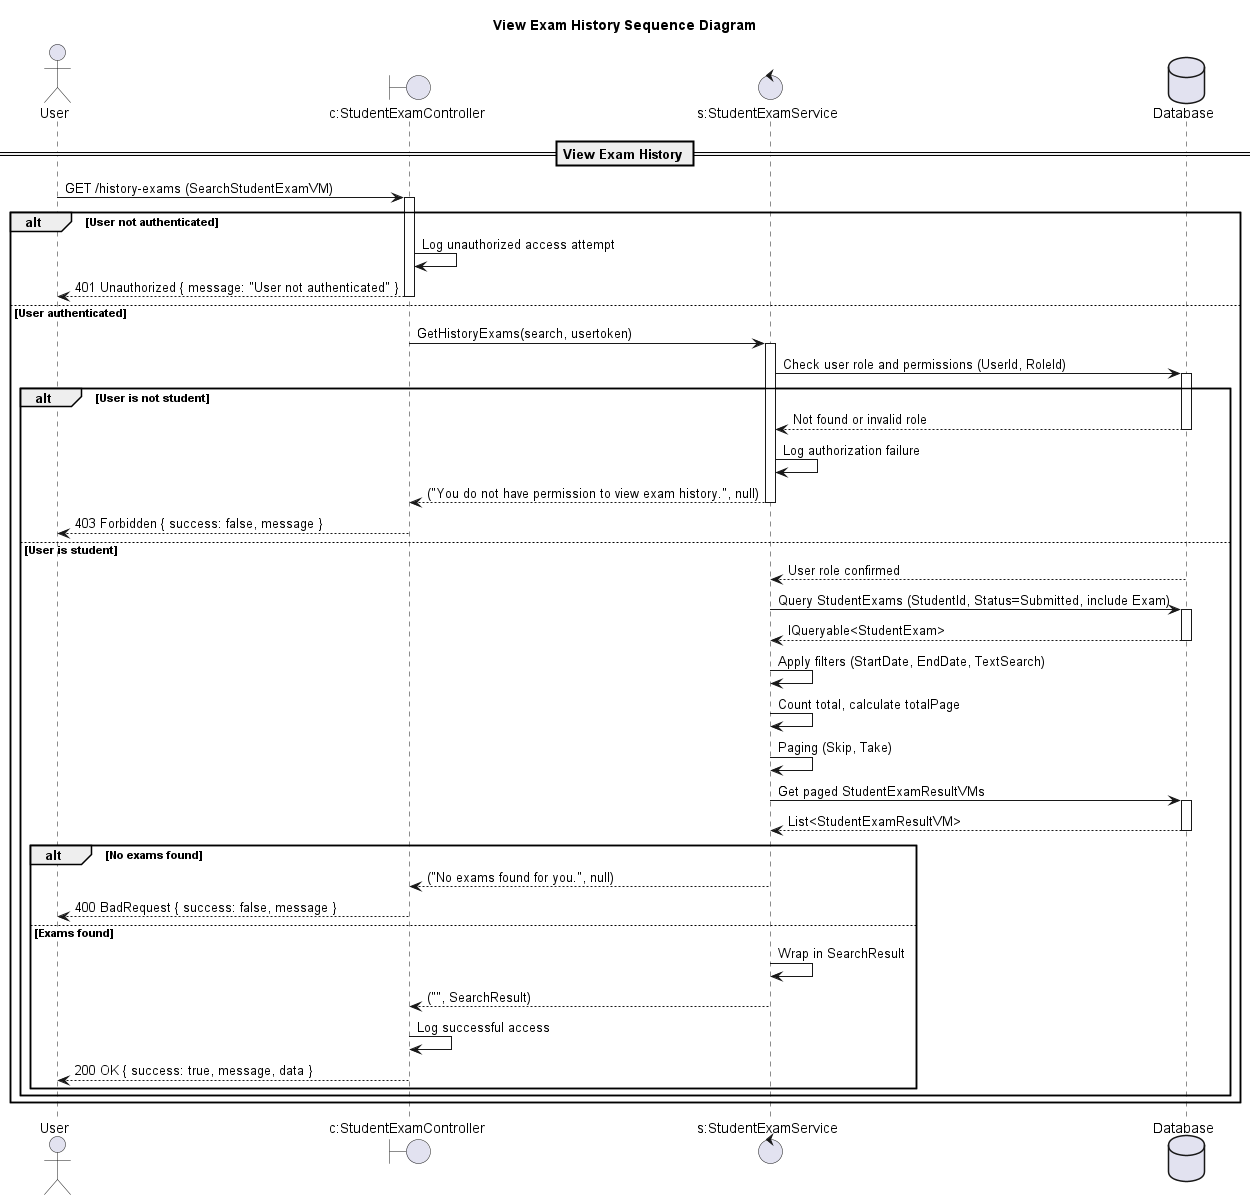 View Exam History Sequence Diagram
User
c:StudentExamController
s:StudentExamService
Database
View Exam History
GET /history-exams (SearchStudentExamVM)
alt
[User not authenticated]
Log unauthorized access attempt
401 Unauthorized { message: "User not authenticated" }
[User authenticated]
GetHistoryExams(search, usertoken)
Check user role and permissions (UserId, RoleId)
alt
[User is not student]
Not found or invalid role
Log authorization failure
("You do not have permission to view exam history.", null)
403 Forbidden { success: false, message }
[User is student]
User role confirmed
Query StudentExams (StudentId, Status=Submitted, include Exam)
IQueryable<StudentExam>
Apply filters (StartDate, EndDate, TextSearch)
Count total, calculate totalPage
Paging (Skip, Take)
Get paged StudentExamResultVMs
List<StudentExamResultVM>
alt
[No exams found]
("No exams found for you.", null)
400 BadRequest { success: false, message }
[Exams found]
Wrap in SearchResult
("", SearchResult)
Log successful access
200 OK { success: true, message, data }
User
c:StudentExamController
s:StudentExamService
Database